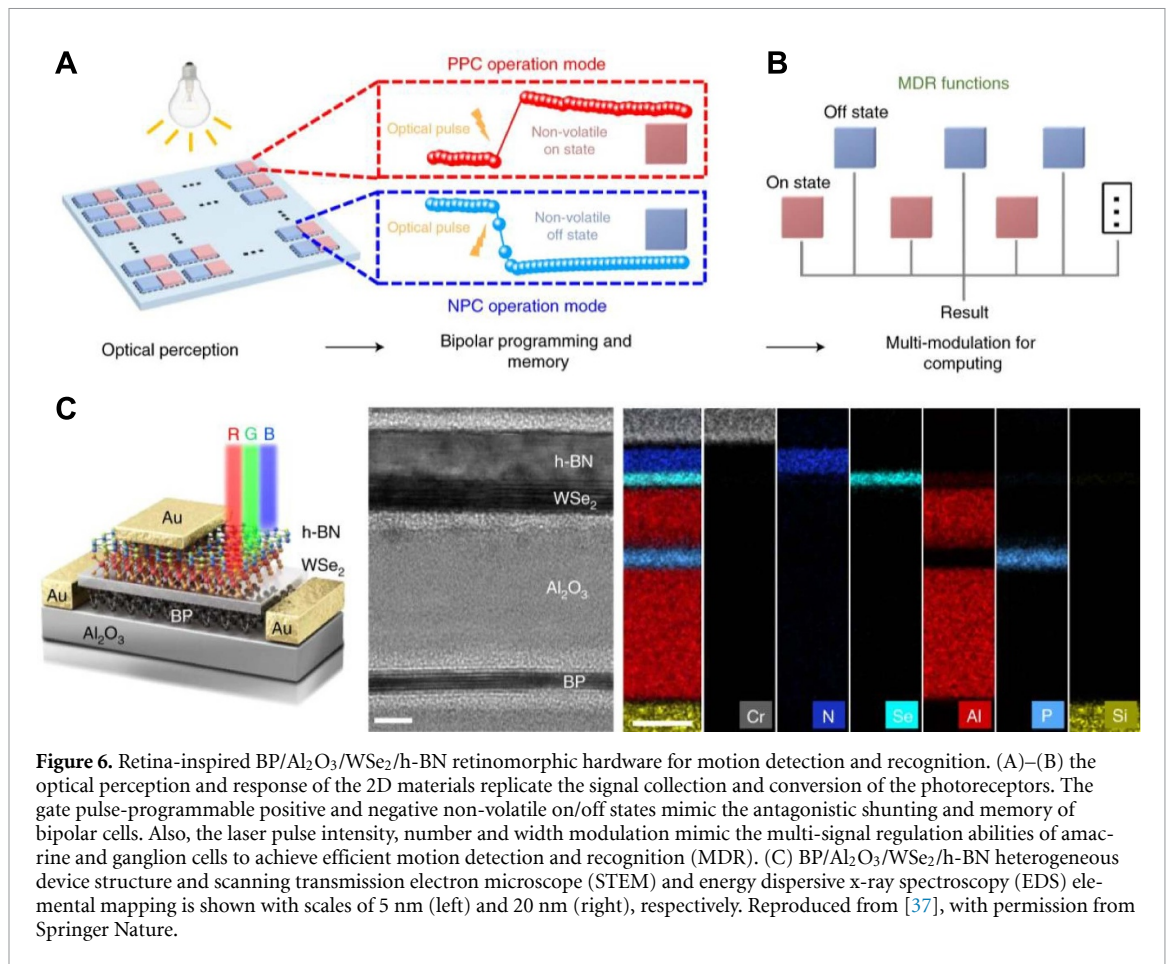 A
PPC operation mode
Optical pulse
Non-volatile
on state
Optical pulse
Non-volatile
off state
NPC operation mode
Optical perception
Bipolar programming and
memory
B
MDR functions
Off state
On state
Result
Multi-modulation for
computing
C
R G B
Au
h-BN
WSe₂
Au
BP
Au
Al₂O₃
h-BN
WSe₂
Al₂O₃
BP
Cr
N
Se
Al
P
Si
Figure 6. Retina-inspired BP/Al₂O₃/WSe₂/h-BN retinomorphic hardware for motion detection and recognition. (A)–(B) the
optical perception and response of the 2D materials replicate the signal collection and conversion of the photoreceptors. The
gate pulse-programmable positive and negative non-volatile on/off states mimic the antagonistic shunting and memory of
bipolar cells. Also, the laser pulse intensity, number and width modulation mimic the multi-signal regulation abilities of amac-
rine and ganglion cells to achieve efficient motion detection and recognition (MDR). (C) BP/Al₂O₃/WSe₂/h-BN heterogeneous
device structure and scanning transmission electron microscope (STEM) and energy dispersive x-ray spectroscopy (EDS) ele-
mental mapping is shown with scales of 5 nm (left) and 20 nm (right), respectively. Reproduced from [37], with permission from
Springer Nature.